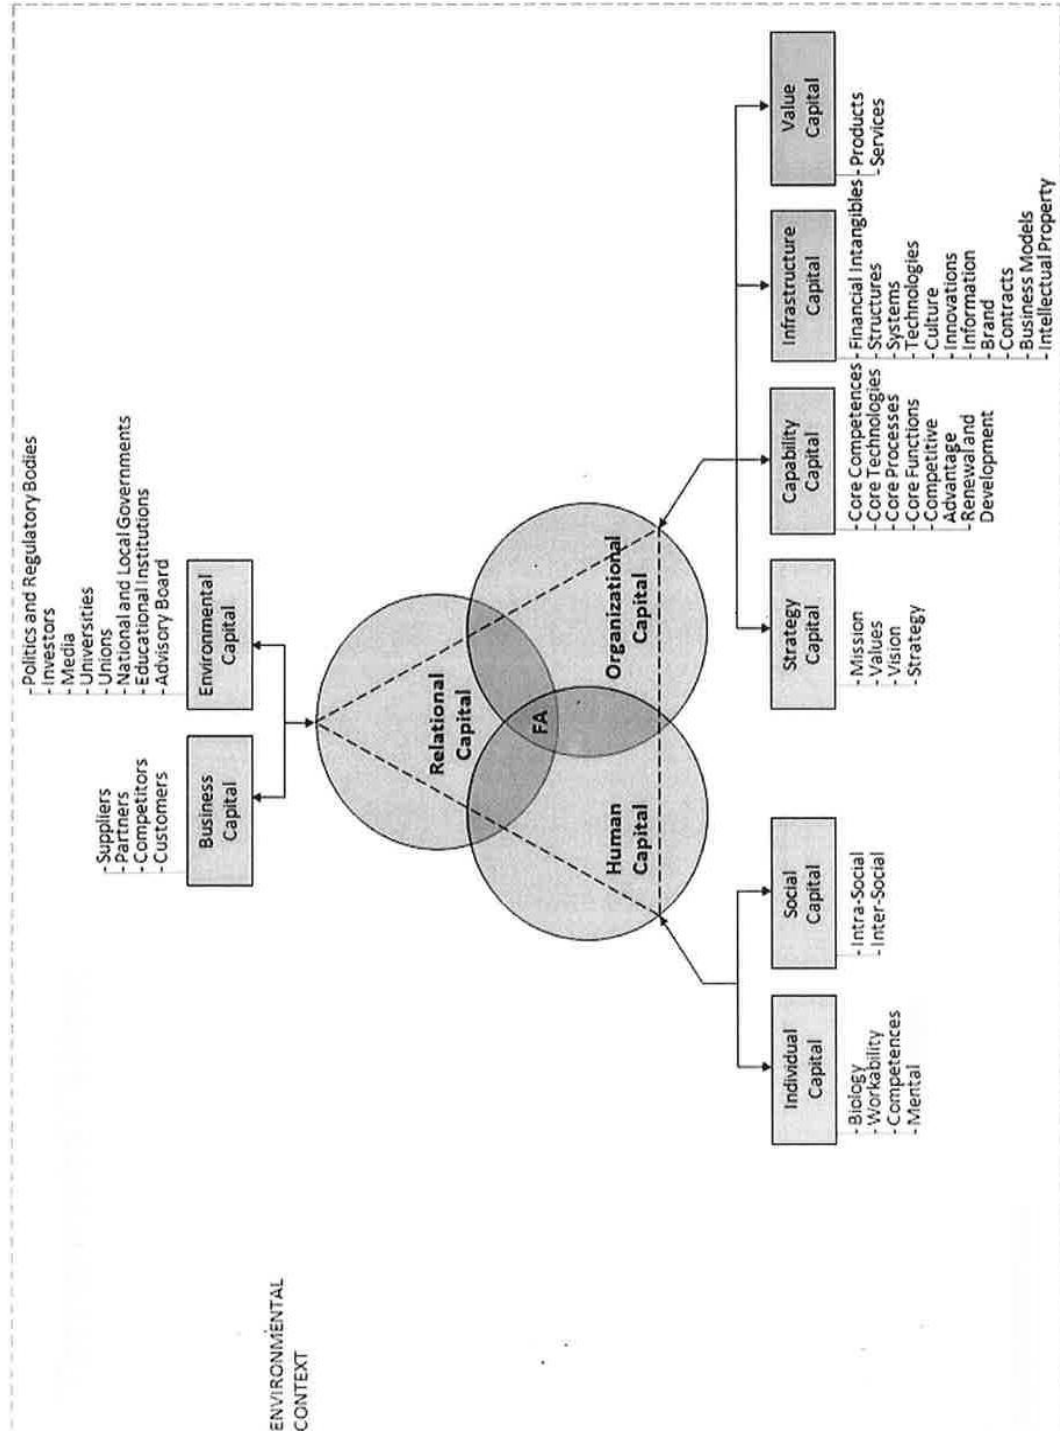 - Politics and Regulatory Bodies
- Investors
- Media
- Universities
- Unions
- National and Local Governments
- Educational Institutions
- Advisory Board
- Suppliers
- Partners
- Competitors
- Customers
Business
Capital
Environmental
Capital
ENVIRONMENTAL
CONTEXT
Relational
Capital
FA
Human
Capital
Organizational
Capital
Individual
Capital
- Biology
- Workability
- Competences
- Mental
Social
Capital
- Intra-Social
- Inter-Social
Strategy
Capital
- Mission
- Values
- Vision
- Strategy
Capability
Capital
- Core Competences
- Core Technologies
- Core Processes
- Core Functions
- Competitive
Advantage
- Renewal and
Development
Infrastructure
Capital
- Financial Intangibles
- Structures
- Systems
- Technologies
- Culture
- Innovations
- Information
- Brand
- Contracts
- Business Models
- Intellectual Property
Value
Capital
- Products
- Services